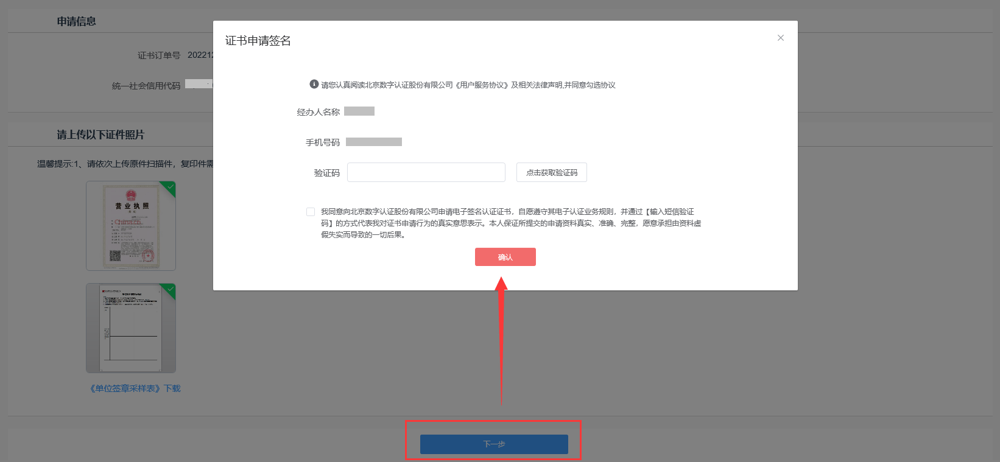 申请信息
证书订单号 202212
统一社会信用代码
请上传以下证件照片
温馨提示:1、请依次上传原件扫描件，复印件需
营业执照
《单位签章采样表》下载
证书申请签名
请您认真阅读北京数字认证股份有限公司《用户服务协议》及相关法律声明,并同意勾选协议
经办人名称
手机号码
验证码
点击获取验证码
我同意向北京数字认证股份有限公司申请电子签名认证证书，自愿遵守其电子认证业务规则，并通过【输入短信验证
码】的方式代表我对证书申请行为的真实意思表示。本人保证所提交的申请资料真实、准确、完整，愿意承担由资料虚
假失实而导致的一切后果。
确认
下一步